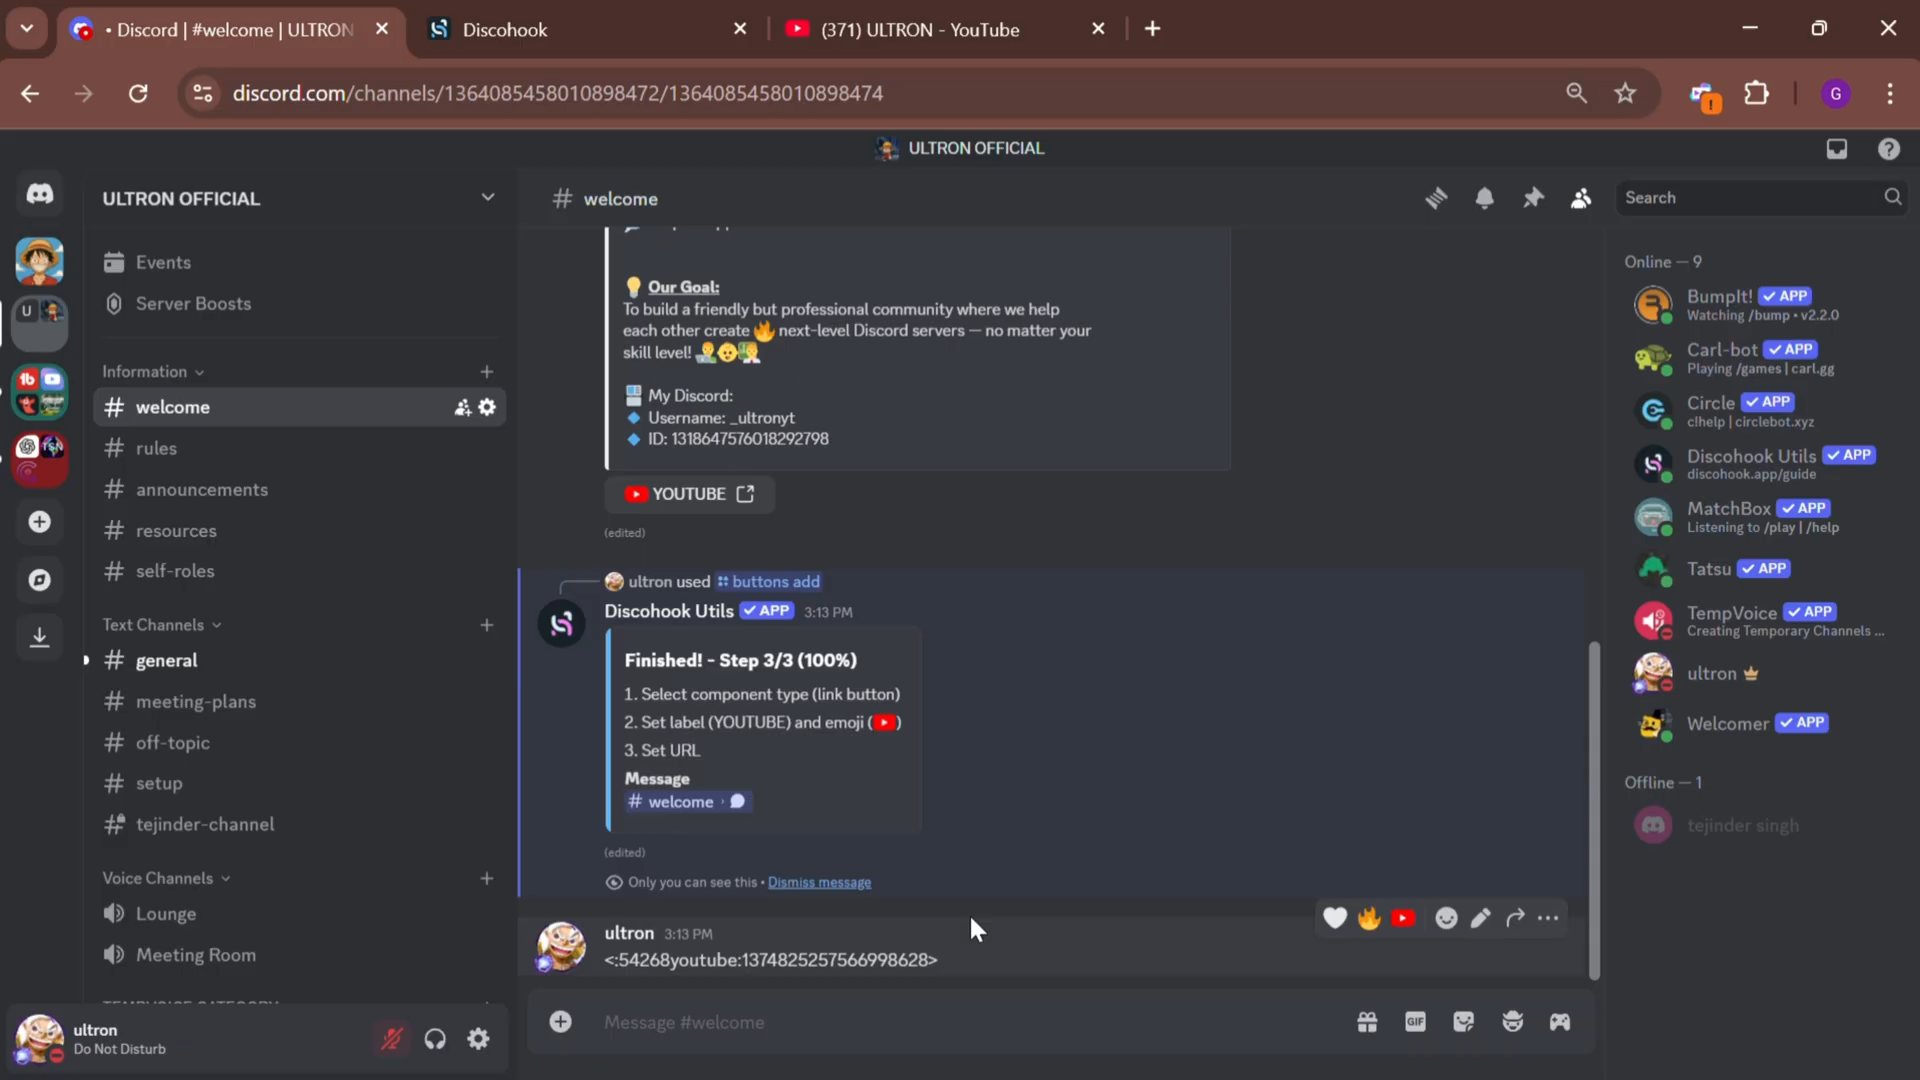 • Discord | #welcome | ULTRON
Discohook
(371) ULTRON - YouTube
discord.com/channels/1364085458010898472/1364085458010898474
G
ULTRON OFFICIAL
ULTRON OFFICIAL
welcome
Search
Events
Server Boosts
Information
welcome
rules
announcements
resources
self-roles
Text Channels
general
meeting-plans
off-topic
setup
tejinder-channel
Voice Channels
Lounge
Meeting Room
ultron
Do Not Disturb
Our Goal:
To build a friendly but professional community where we help
each other create 🔥 next-level Discord servers — no matter your
skill level!
My Discord:
Username: _ultronyt
ID: 1318647576018292798
YOUTUBE
(edited)
ultron used buttons add
Discohook Utils ✓ APP 3:13 PM
Finished! - Step 3/3 (100%)
1. Select component type (link button)
2. Set label (YOUTUBE) and emoji ( )
3. Set URL
Message
# welcome ›
(edited)
Only you can see this • Dismiss message
ultron 3:13 PM
<:54268youtube:1374825257566998628>
Message #welcome
GIF
Online — 9
BumpIt! ✓ APP
Watching /bump • v2.2.0
Carl-bot ✓ APP
Playing /games | carl.gg
Circle ✓ APP
c!help | circlebot.xyz
Discohook Utils ✓ APP
discohook.app/guide
MatchBox ✓ APP
Listening to /play | /help
Tatsu ✓ APP
TempVoice ✓ APP
Creating Temporary Channels ...
ultron
Welcomer ✓ APP
Offline — 1
tejinder singh